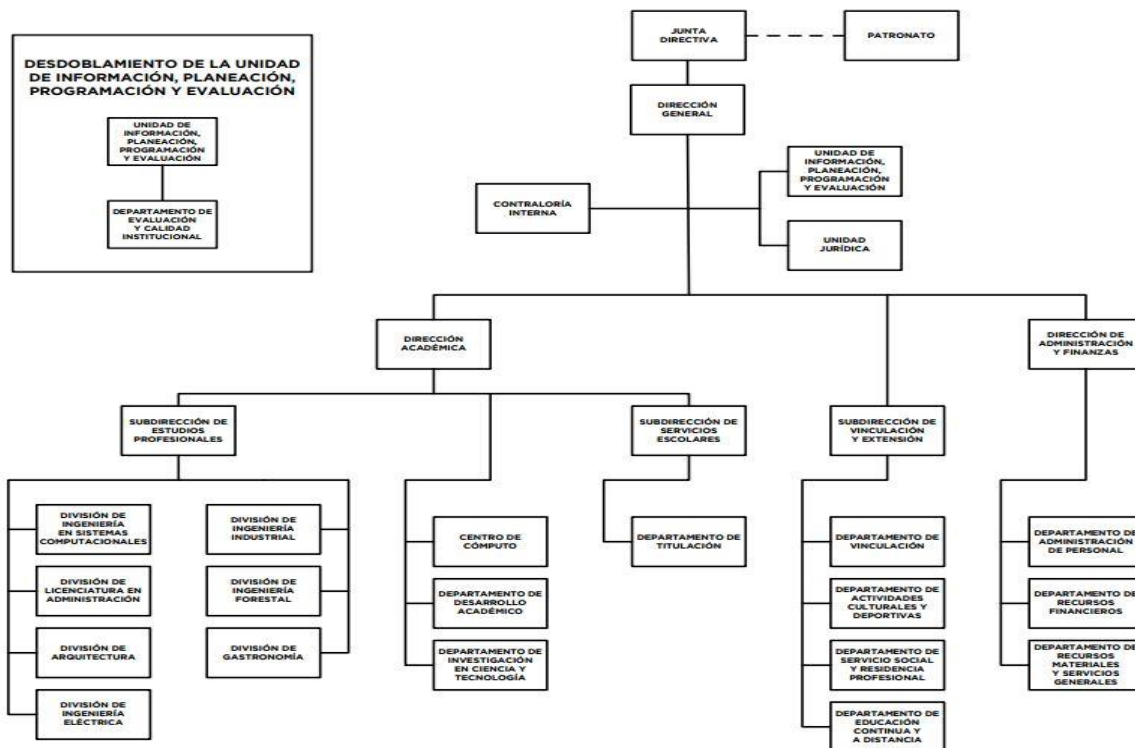 JUNTA
DIRECTIVA
PATRONATO
DESDOBLAMIENTO DE LA UNIDAD
DE INFORMACIÓN, PLANEACIÓN,
PROGRAMACIÓN Y EVALUACIÓN
UNIDAD DE
INFORMACIÓN,
PLANEACIÓN,
PROGRAMACIÓN
Y EVALUACIÓN
DEPARTAMENTO DE
EVALUACIÓN
Y CALIDAD
INSTITUCIONAL
DIRECCIÓN
GENERAL
UNIDAD DE
INFORMACIÓN,
PLANEACIÓN,
PROGRAMACIÓN
Y EVALUACIÓN
CONTRALORÍA
INTERNA
UNIDAD
JURÍDICA
DIRECCIÓN
ACADÉMICA
DIRECCIÓN DE
ADMINISTRACIÓN
Y FINANZAS
SUBDIRECCIÓN DE
ESTUDIOS
PROFESIONALES
SUBDIRECCIÓN DE
SERVICIOS
ESCOLARES
SUBDIRECCIÓN DE
VINCULACIÓN
Y EXTENSIÓN
DIVISIÓN DE
INGENIERÍA
EN SISTEMAS
COMPUTACIONALES
DIVISIÓN DE
LICENCIATURA EN
ADMINISTRACIÓN
DIVISIÓN DE
ARQUITECTURA
DIVISIÓN DE
INGENIERÍA
ELÉCTRICA
DIVISIÓN DE
INGENIERÍA
INDUSTRIAL
DIVISIÓN DE
INGENIERÍA
FORESTAL
DIVISIÓN DE
GASTRONOMÍA
CENTRO DE
CÓMPUTO
DEPARTAMENTO DE
DESARROLLO
ACADÉMICO
DEPARTAMENTO DE
INVESTIGACIÓN
EN CIENCIA Y
TECNOLOGÍA
DEPARTAMENTO DE
TITULACIÓN
DEPARTAMENTO DE
VINCULACIÓN
DEPARTAMENTO DE
ACTIVIDADES
CULTURALES Y
DEPORTIVAS
DEPARTAMENTO DE
SERVICIO SOCIAL
Y RESIDENCIA
PROFESIONAL
DEPARTAMENTO DE
EDUCACIÓN
CONTINUA Y
A DISTANCIA
DEPARTAMENTO DE
ADMINISTRACIÓN
DE PERSONAL
DEPARTAMENTO DE
RECURSOS
FINANCIEROS
DEPARTAMENTO DE
RECURSOS
MATERIALES
Y SERVICIOS
GENERALES